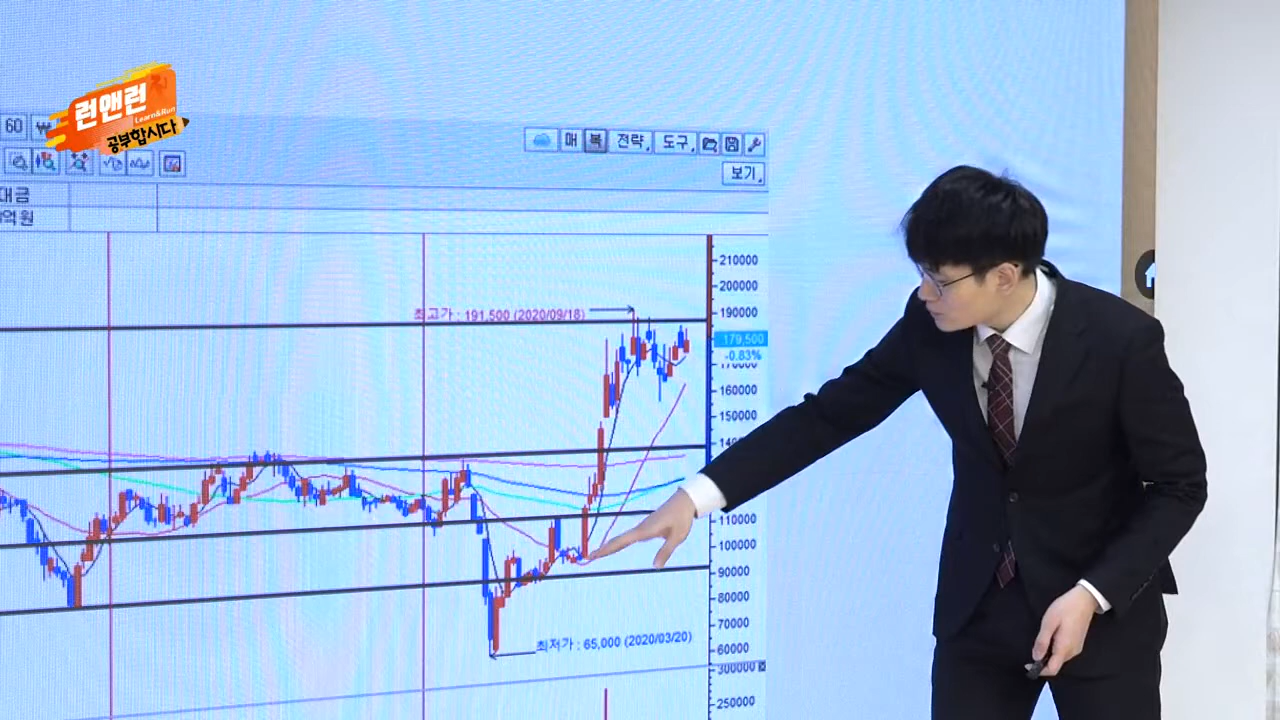 런앤런
Learn&Run
공부합시다
60 ₩
매 복 전략 도구
보기
대금
억원
210000
200000
최고가 : 191,500 (2020/09/18)
190000
179,500
-0.83%
170000
160000
150000
110000
100000
90000
80000
70000
최저가 : 65,000 (2020/03/20)
60000
300000
250000